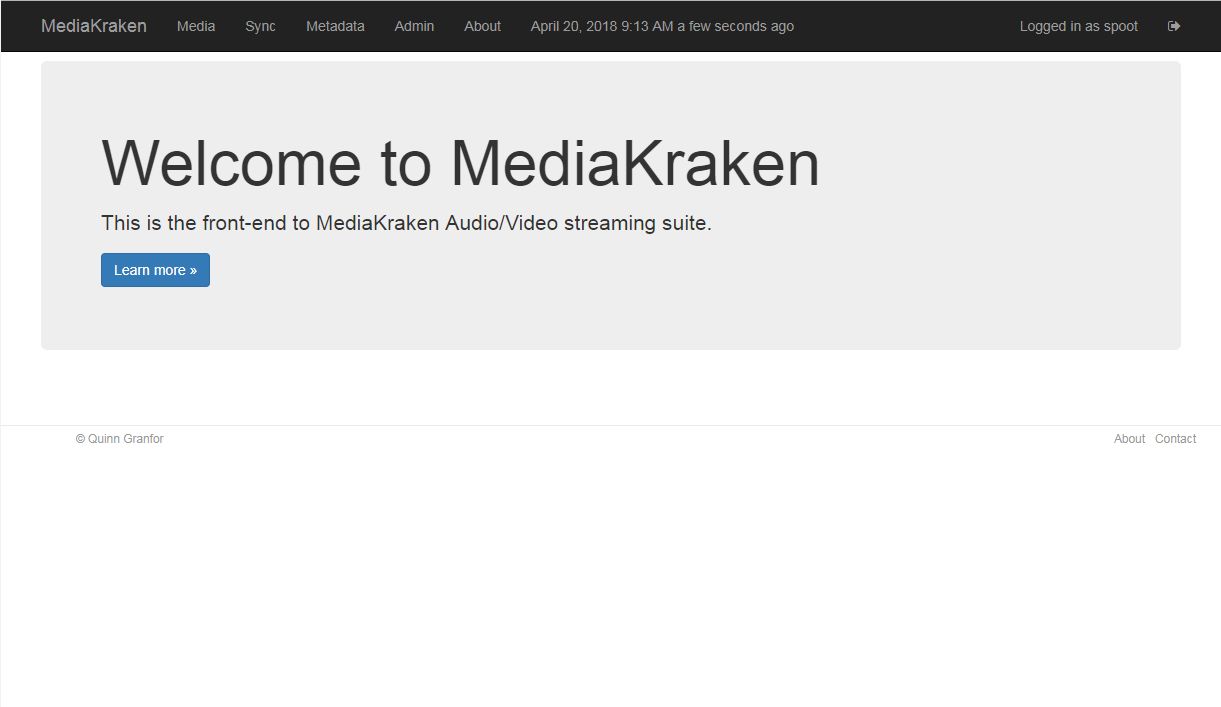 MediaKraken Media Sync Metadata Admin About April 20, 2018 9:13 AM a few seconds ago Logged in as spoot
Welcome to MediaKraken
This is the front-end to MediaKraken Audio/Video streaming suite.
Learn more »
© Quinn Granfor About Contact